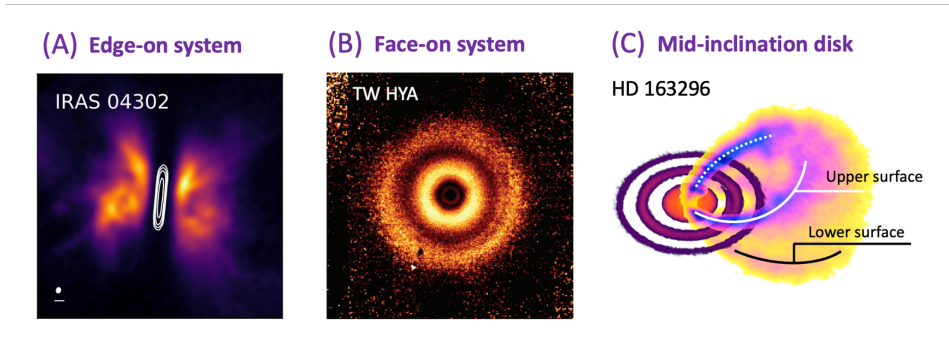 (A) Edge-on system
IRAS 04302
(B) Face-on system
TW HYA
(C) Mid-inclination disk
HD 163296
Upper surface
Lower surface